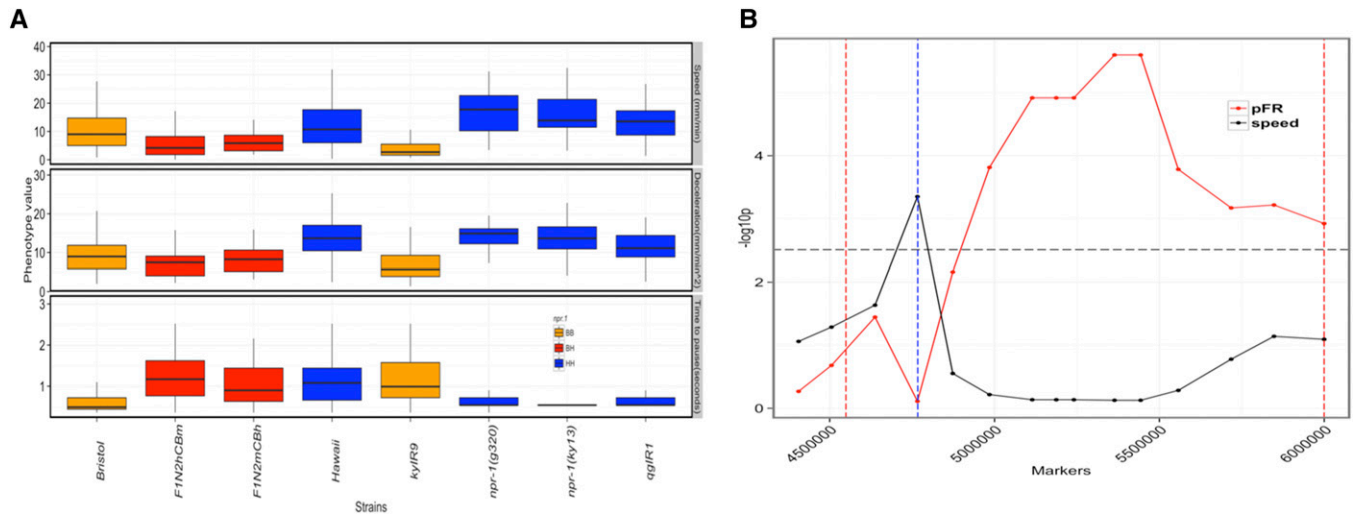 A
B
Phenotype value
40
30
20
10
0
Speed (mm/min)
30
20
10
0
Deceleration(mm/min^2)
3
2
1
Time to pause(seconds)
npr.1
BB
BH
HH
Bristol
F1N2hCBm
F1N2mCBh
Hawaii
kyIR9
npr-1(g320)
npr-1(ky13)
qgIR1
Strains
-log10p
4
2
0
pFR
speed
4500000
5000000
5500000
6000000
Markers